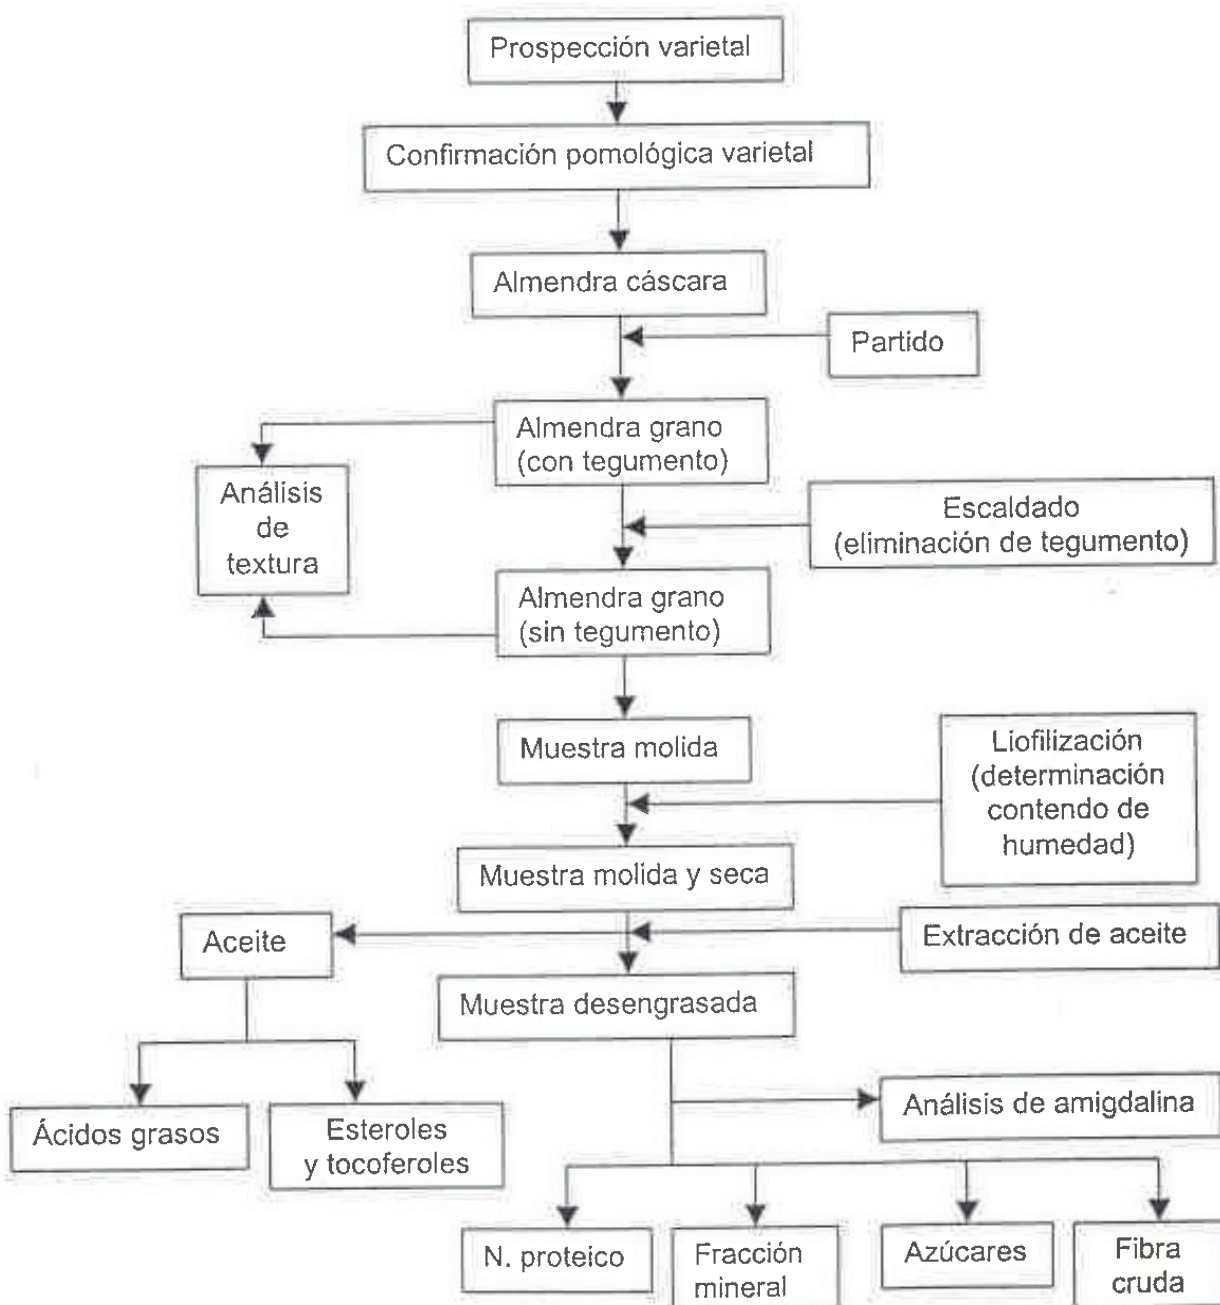 Prospección varietal
Confirmación pomológica varietal
Almendra cáscara
Partido
Almendra grano
(con tegumento)
Análisis
de
textura
Escaldado
(eliminación de tegumento)
Almendra grano
(sin tegumento)
Muestra molida
Liofilización
(determinación
contendo de
humedad)
Muestra molida y seca
Aceite
Extracción de aceite
Muestra desengrasada
Ácidos grasos
Esteroles
y tocoferoles
Análisis de amigdalina
N. proteico
Fracción
mineral
Azúcares
Fibra
cruda